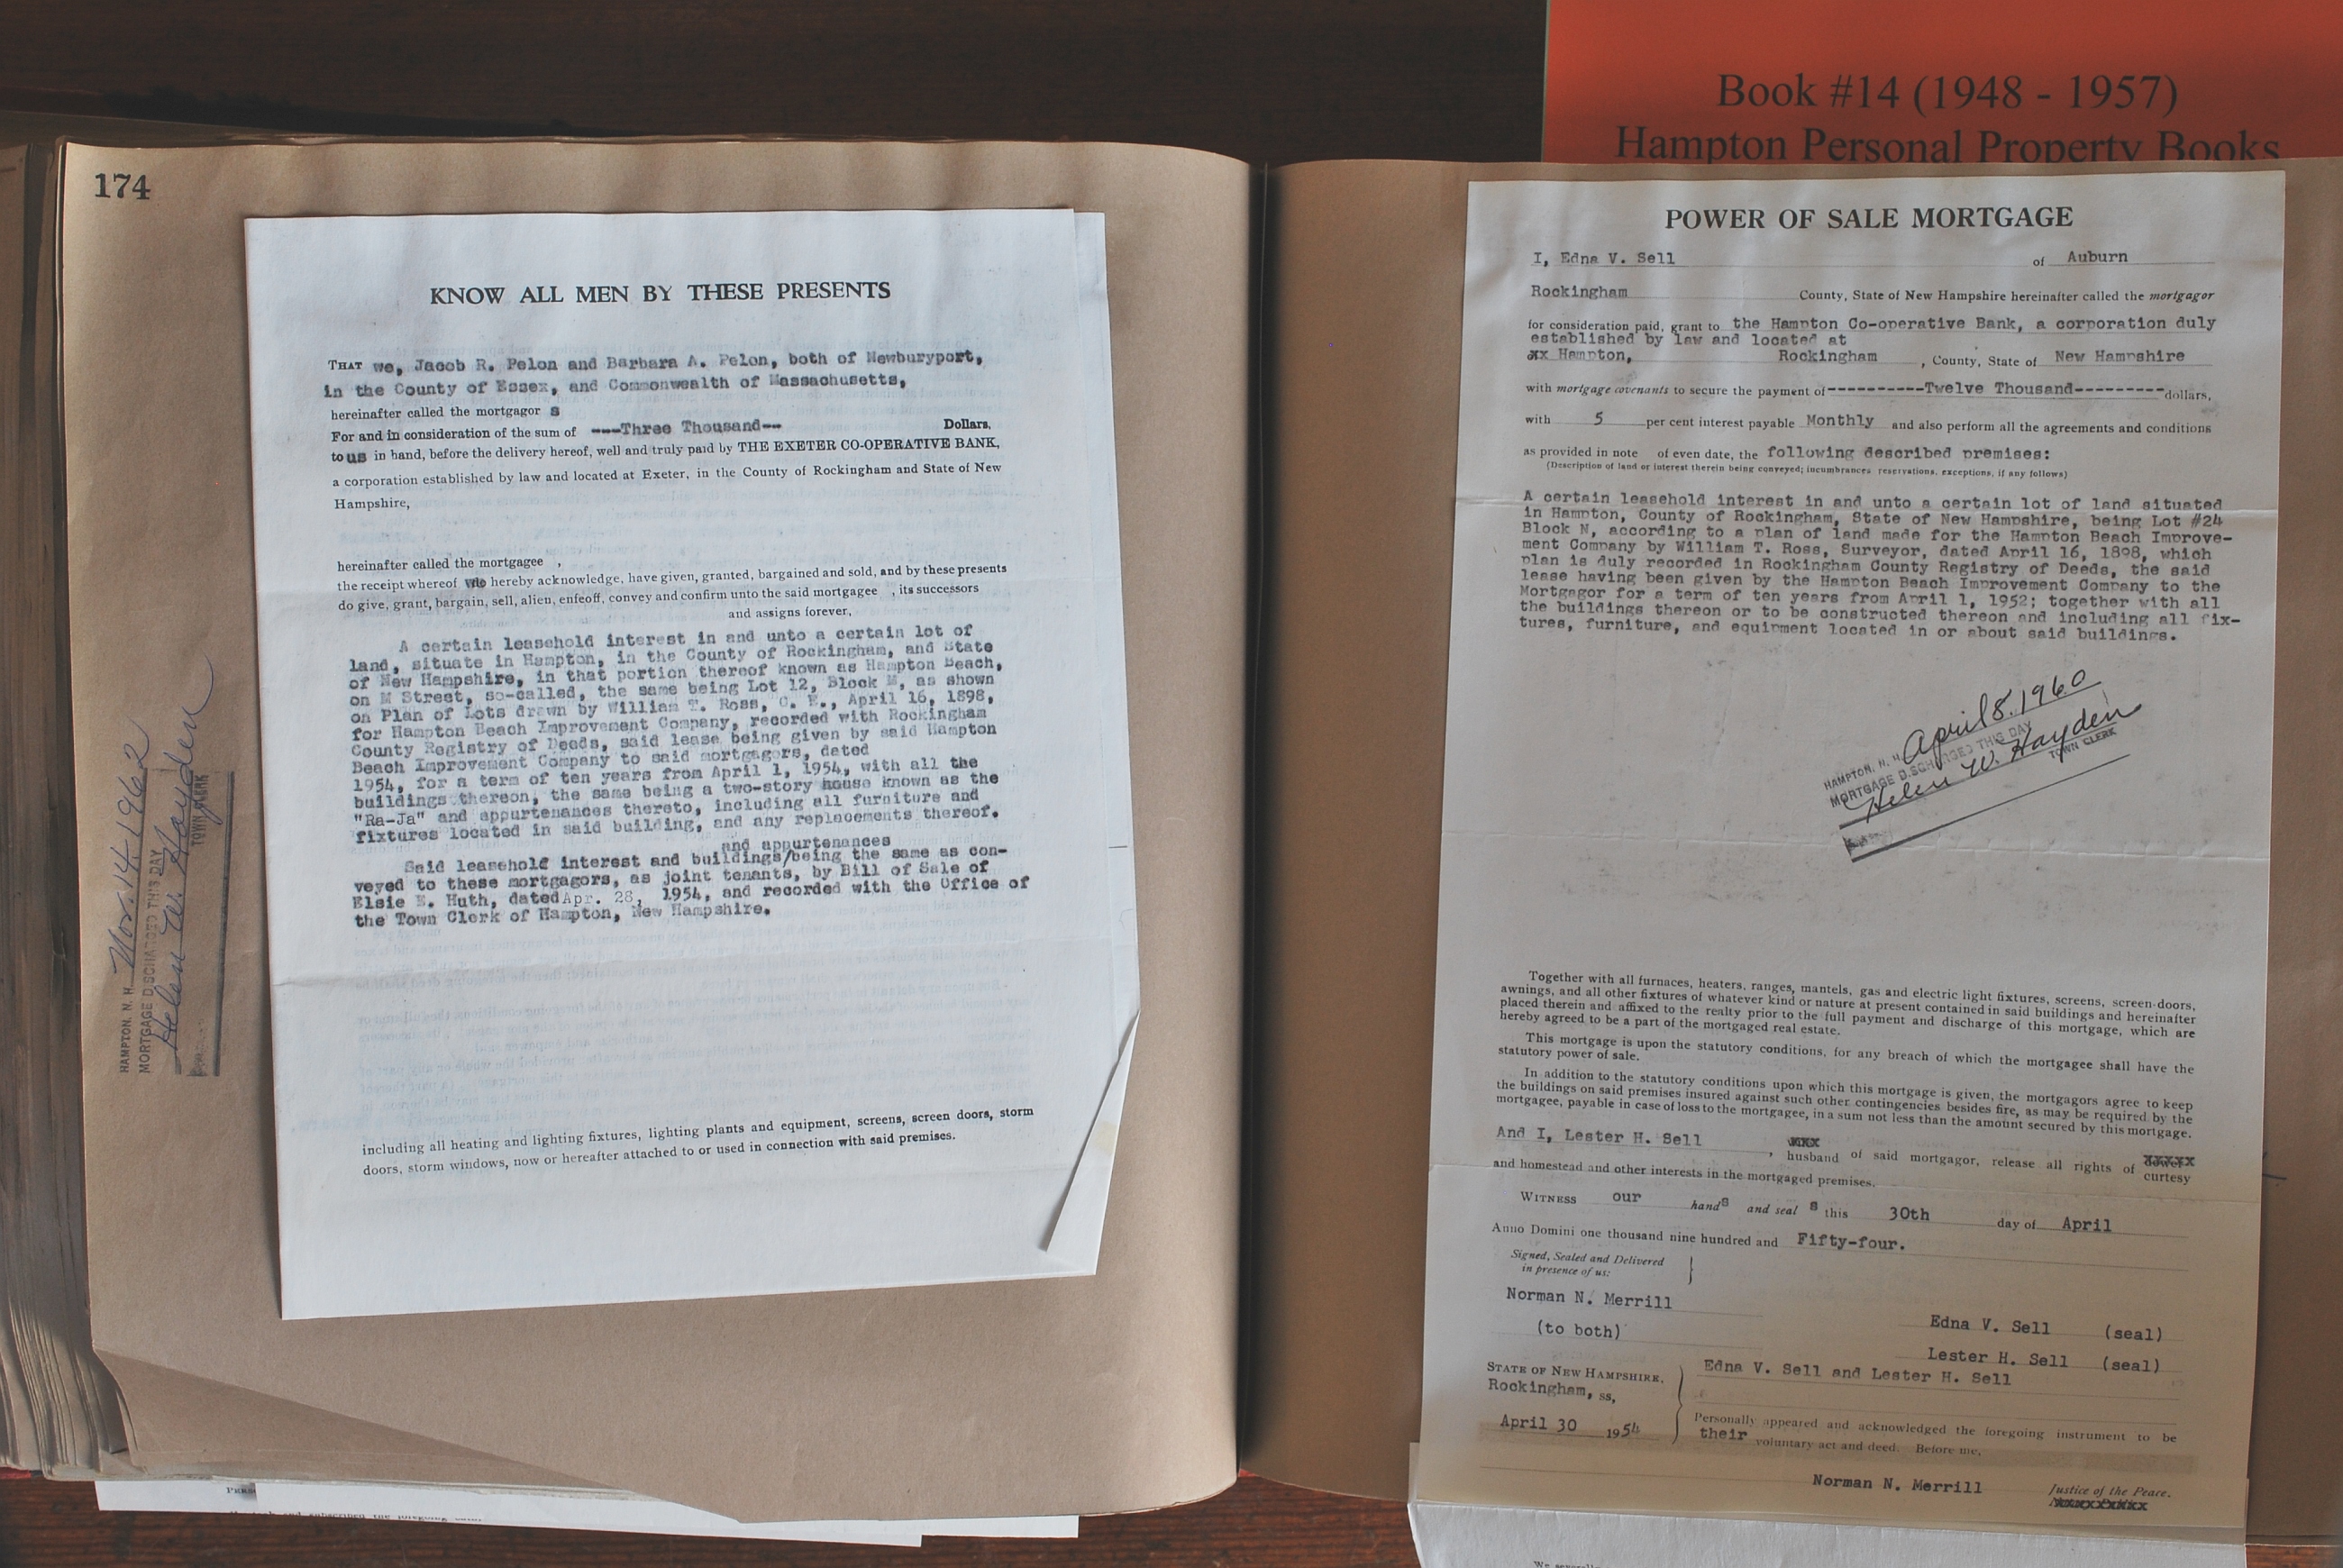 Book #14 (1948 - 1957)
Hampton Personal Property Books
174
KNOW ALL MEN BY THESE PRESENTS
THAT we, Jacob R. Pelon and Barbara A. Pelon, both of Newburyport,
in the County of Essex, and Commonwealth of Massachusetts,
hereinafter called the mortgagor s
For and in consideration of the sum of ---Three Thousand-- Dollars,
to us in hand, before the delivery hereof, well and truly paid by THE EXETER CO-OPERATIVE BANK,
a corporation established by law and located at Exeter, in the County of Rockingham and State of New
Hampshire,
hereinafter called the mortgagee ,
the receipt whereof we hereby acknowledge, have given, granted, bargained and sold, and by these presents
do give, grant, bargain, sell, alien, enfeoff, convey and confirm unto the said mortgagee , its successors
and assigns forever,
A certain leasehold interest in and unto a certain lot of
land, situate in Hampton, in the County of Rockingham, and State
of New Hampshire, in that portion thereof known as Hampton Beach,
on M Street, so-called, the same being Lot 12, Block M, as shown
on Plan of Lots drawn by William T. Ross, C. E., April 16, 1898,
for Hampton Beach Improvement Company, recorded with Rockingham
County Registry of Deeds, said lease being given by said Hampton
Beach Improvement Company to said mortgagors, dated
1954, for a term of ten years from April 1, 1954, with all the
buildings thereon, the same being a two-story house known as the
"Ra-Ja" and appurtenances thereto, including all furniture and
fixtures located in said building, and any replacements thereof.
and appurtenances
Said leasehold interest and buildings/being the same as con-
veyed to these mortgagors, as joint tenants, by Bill of Sale of
Elsie E. Huth, dated Apr. 28, 1954, and recorded with the Office of
the Town Clerk of Hampton, New Hampshire.
including all heating and lighting fixtures, lighting plants and equipment, screens, screen doors, storm
doors, storm windows, now or hereafter attached to or used in connection with said premises.
HAMPTON, N. H. Nov. 14 1962
MORTGAGE DISCHARGED THIS DAY
Helen W. Hayden
TOWN CLERK
POWER OF SALE MORTGAGE
I, Edna V. Sell of Auburn
Rockingham County, State of New Hampshire hereinafter called the mortgagor
for consideration paid, grant to the Hampton Co-operative Bank, a corporation duly
established by law and located at
xx Hampton, Rockingham , County, State of New Hampshire
with mortgage covenants to secure the payment of ----------Twelve Thousand--------- dollars,
with 5 per cent interest payable Monthly and also perform all the agreements and conditions
as provided in note of even date, the following described premises:
(Description of land or interest therein being conveyed; incumbrances reservations, exceptions, if any follows)
A certain leasehold interest in and unto a certain lot of land situated
in Hampton, County of Rockingham, State of New Hampshire, being Lot #24
Block N, according to a plan of land made for the Hampton Beach Improve-
ment Company by William T. Ross, Surveyor, dated April 16, 1898, which
plan is duly recorded in Rockingham County Registry of Deeds, the said
lease having been given by the Hampton Beach Improvement Company to the
Mortgagor for a term of ten years from April 1, 1952; together with all
the buildings thereon or to be constructed thereon and including all fix-
tures, furniture, and equipment located in or about said buildings.
HAMPTON, N. H. April 8. 1960
MORTGAGE DISCHARGED THIS DAY
Helen W. Hayden
TOWN CLERK
Together with all furnaces, heaters, ranges, mantels, gas and electric light fixtures, screens, screen-doors,
awnings, and all other fixtures of whatever kind or nature at present contained in said buildings and hereinafter
placed therein and affixed to the realty prior to the full payment and discharge of this mortgage, which are
hereby agreed to be a part of the mortgaged real estate.
This mortgage is upon the statutory conditions, for any breach of which the mortgagee shall have the
statutory power of sale.
In addition to the statutory conditions upon which this mortgage is given, the mortgagors agree to keep
the buildings on said premises insured against such other contingencies besides fire, as may be required by the
mortgagee, payable in case of loss to the mortgagee, in a sum not less than the amount secured by this mortgage.
And I, Lester H. Sell , xxx husband of said mortgagor, release all rights of dower curtesy
and homestead and other interests in the mortgaged premises.
WITNESS our hands and seal s this 30th day of April
Anno Domini one thousand nine hundred and Fifty-four.
Signed, Sealed and Delivered
in presence of us:
Norman N. Merrill
(to both)
Edna V. Sell (seal)
Lester H. Sell (seal)
STATE OF NEW HAMPSHIRE,
Rockingham, ss,
April 30 1954
Edna V. Sell and Lester H. Sell
Personally appeared and acknowledged the foregoing instrument to be
their voluntary act and deed. Before me,
Norman N. Merrill Justice of the Peace.